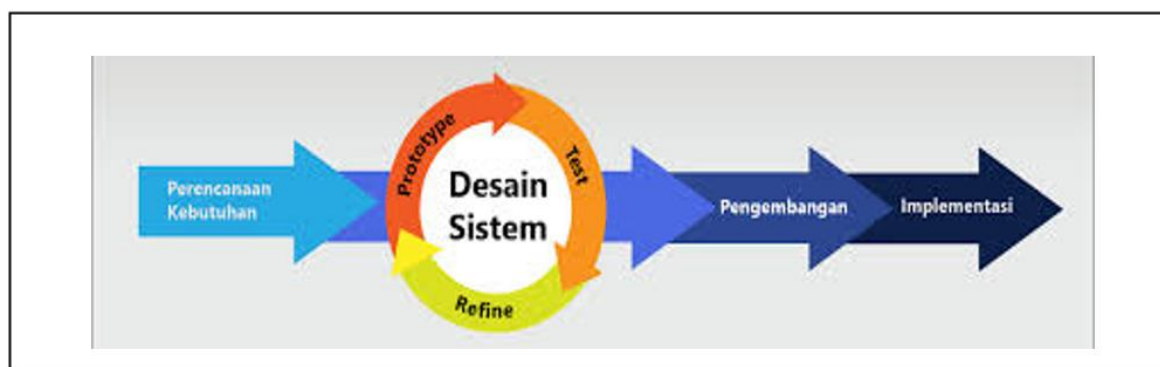 Perencanaan
Kebutuhan
Prototype
Test
Refine
Desain
Sistem
Pengembangan
Implementasi